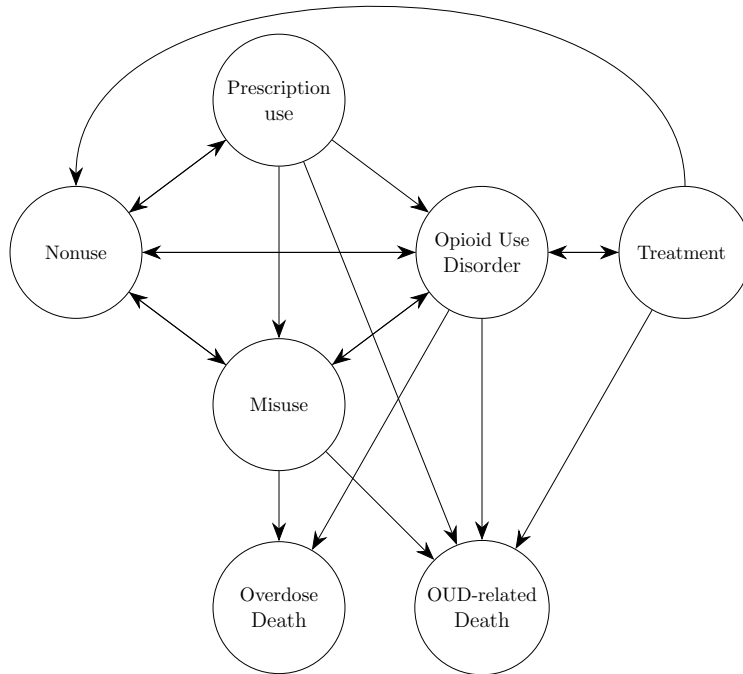 Prescription
use
Nonuse
Opioid Use
Disorder
Treatment
Misuse
Overdose
Death
OUD-related
Death